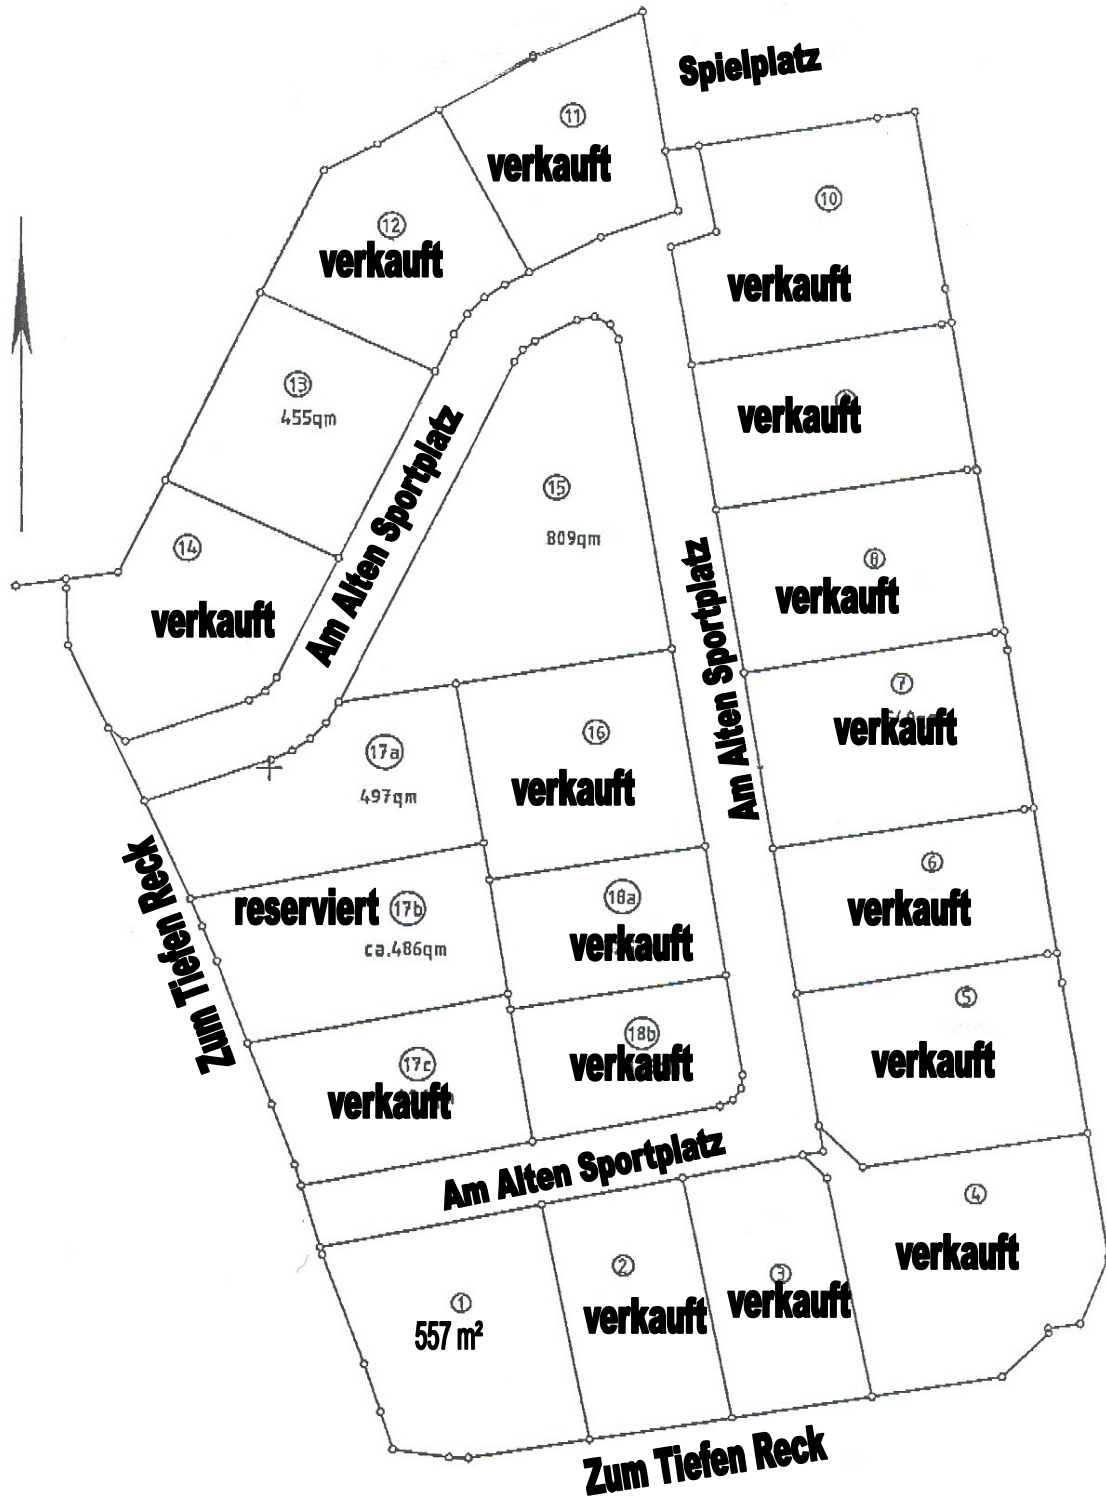 Spielplatz
11
verkauft
10
verkauft
12
verkauft
13
455qm
verkauft
Am Alten Sportplatz
15
809qm
14
verkauft
8
verkauft
Am Alten Sportplatz
7
verkauft
16
verkauft
17a
497qm
6
verkauft
Zum Tiefen Reck
reserviert 17b
ca.486qm
18a
verkauft
5
verkauft
18b
verkauft
17c
verkauft
Am Alten Sportplatz
4
verkauft
1
557 m²
2
verkauft
3
verkauft
Zum Tiefen Reck